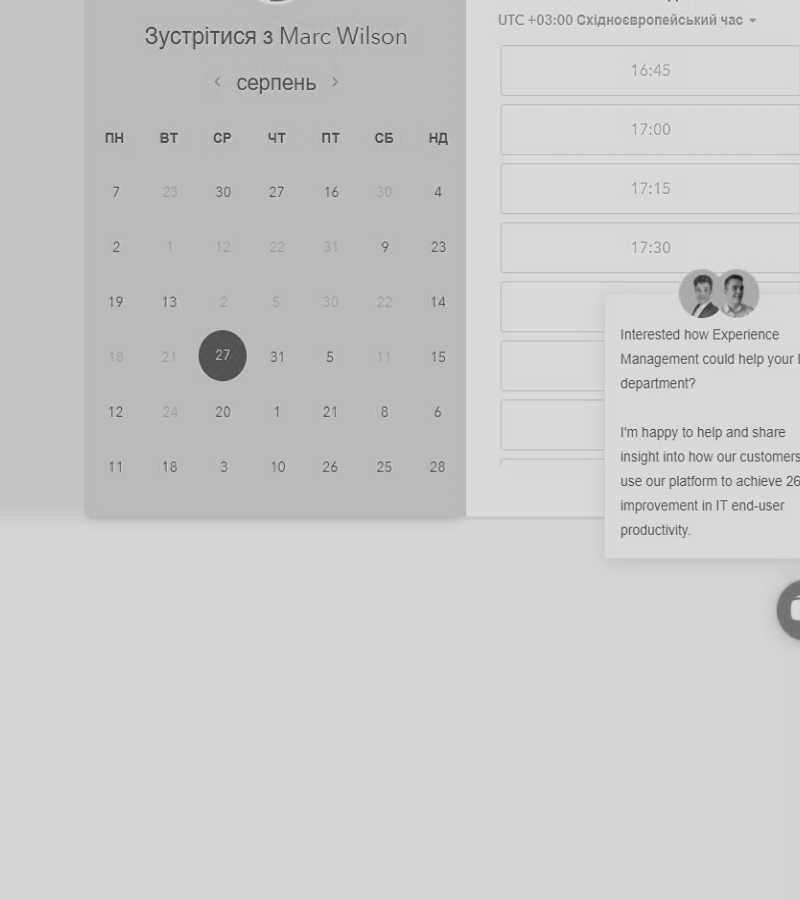 Зустрітися з Marc Wilson
серпень
ПН ВТ СР ЧТ ПТ СБ НД
7 23 30 27 16 30 4
2 1 12 22 31 9 23
19 13 2 5 30 22 14
18 21 27 31 5 11 15
12 24 20 1 21 8 6
11 18 3 10 26 25 28
UTC +03:00 Східноєвропейський час
16:45
17:00
17:15
17:30
Interested how Experience
Management could help your
department?
I'm happy to help and share
insight into how our customers
use our platform to achieve 26
improvement in IT end-user
productivity.